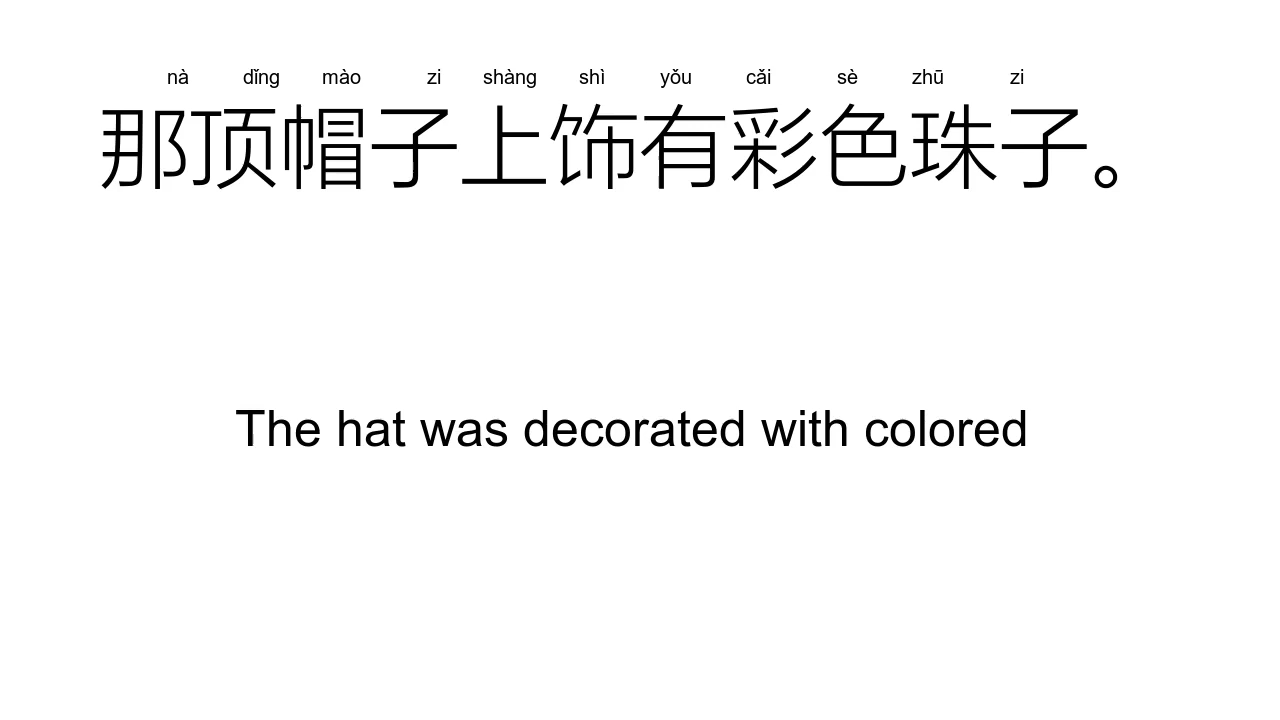 nà dǐng mào zi shàng shì yǒu cǎi sè zhū zi
那顶帽子上饰有彩色珠子。
The hat was decorated with colored